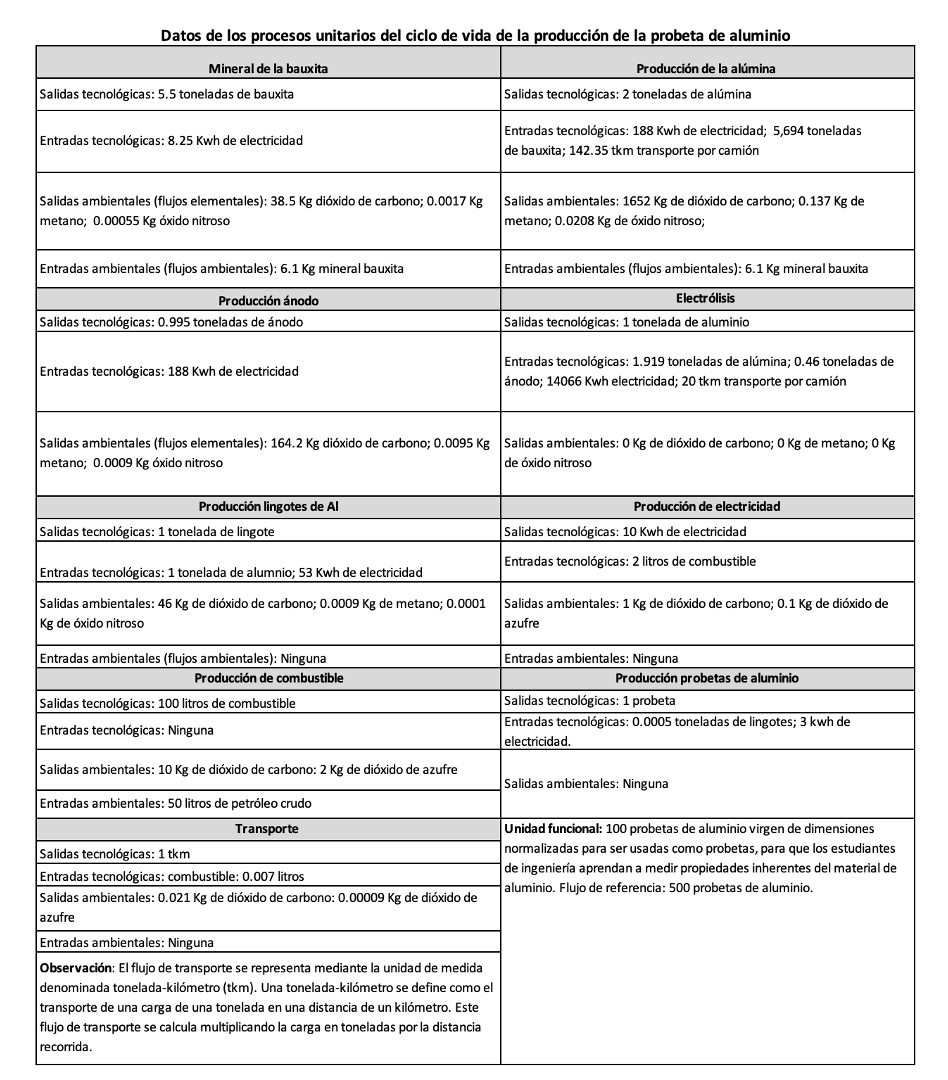 Datos de los procesos unitarios del ciclo de vida de la producción de la probeta de aluminio
Mineral de la bauxita
Producción de la alúmina
Salidas tecnológicas: 5.5 toneladas de bauxita
Salidas tecnológicas: 2 toneladas de alúmina
Entradas tecnológicas: 8.25 Kwh de electricidad
Entradas tecnológicas: 188 Kwh de electricidad;  5,694 toneladas
de bauxita; 142.35 tkm transporte por camión
Salidas ambientales (flujos elementales): 38.5 Kg dióxido de carbono; 0.0017 Kg
metano;  0.00055 Kg óxido nitroso
Salidas ambientales: 1652 Kg de dióxido de carbono; 0.137 Kg de
metano; 0.0208 Kg de óxido nitroso;
Entradas ambientales (flujos ambientales): 6.1 Kg mineral bauxita
Entradas ambientales (flujos ambientales): 6.1 Kg mineral bauxita
Producción ánodo
Electrólisis
Salidas tecnológicas: 0.995 toneladas de ánodo
Salidas tecnológicas: 1 tonelada de aluminio
Entradas tecnológicas: 188 Kwh de electricidad
Entradas tecnológicas: 1.919 toneladas de alúmina; 0.46 toneladas de
ánodo; 14066 Kwh electricidad; 20 tkm transporte por camión
Salidas ambientales (flujos elementales): 164.2 Kg dióxido de carbono; 0.0095 Kg
metano;  0.0009 Kg óxido nitroso
Salidas ambientales: 0 Kg de dióxido de carbono; 0 Kg de metano; 0 Kg
de óxido nitroso
Producción lingotes de Al
Producción de electricidad
Salidas tecnológicas: 1 tonelada de lingote
Salidas tecnológicas: 10 Kwh de electricidad
Entradas tecnológicas: 1 tonelada de alumnio; 53 Kwh de electricidad
Entradas tecnológicas: 2 litros de combustible
Salidas ambientales: 46 Kg de dióxido de carbono; 0.0009 Kg de metano; 0.0001
Kg de óxido nitroso
Salidas ambientales: 1 Kg de dióxido de carbono; 0.1 Kg de dióxido de
azufre
Entradas ambientales (flujos ambientales): Ninguna
Entradas ambientales: Ninguna
Producción de combustible
Producción probetas de aluminio
Salidas tecnológicas: 100 litros de combustible
Salidas tecnológicas: 1 probeta
Entradas tecnológicas: Ninguna
Entradas tecnológicas: 0.0005 toneladas de lingotes; 3 kwh de
electricidad.
Salidas ambientales: 10 Kg de dióxido de carbono: 2 Kg de dióxido de azufre
Salidas ambientales: Ninguna
Entradas ambientales: 50 litros de petróleo crudo
Transporte
Salidas tecnológicas: 1 tkm
Entradas tecnológicas: combustible: 0.007 litros
Salidas ambientales: 0.021 Kg de dióxido de carbono: 0.00009 Kg de dióxido de
azufre
Entradas ambientales: Ninguna
Observación: El flujo de transporte se representa mediante la unidad de medida
denominada tonelada-kilómetro (tkm). Una tonelada-kilómetro se define como el
transporte de una carga de una tonelada en una distancia de un kilómetro. Este
flujo de transporte se calcula multiplicando la carga en toneladas por la distancia
recorrida.
Unidad funcional: 100 probetas de aluminio virgen de dimensiones
normalizadas para ser usadas como probetas, para que los estudiantes
de ingeniería aprendan a medir propiedades inherentes del material de
aluminio. Flujo de referencia: 500 probetas de aluminio.